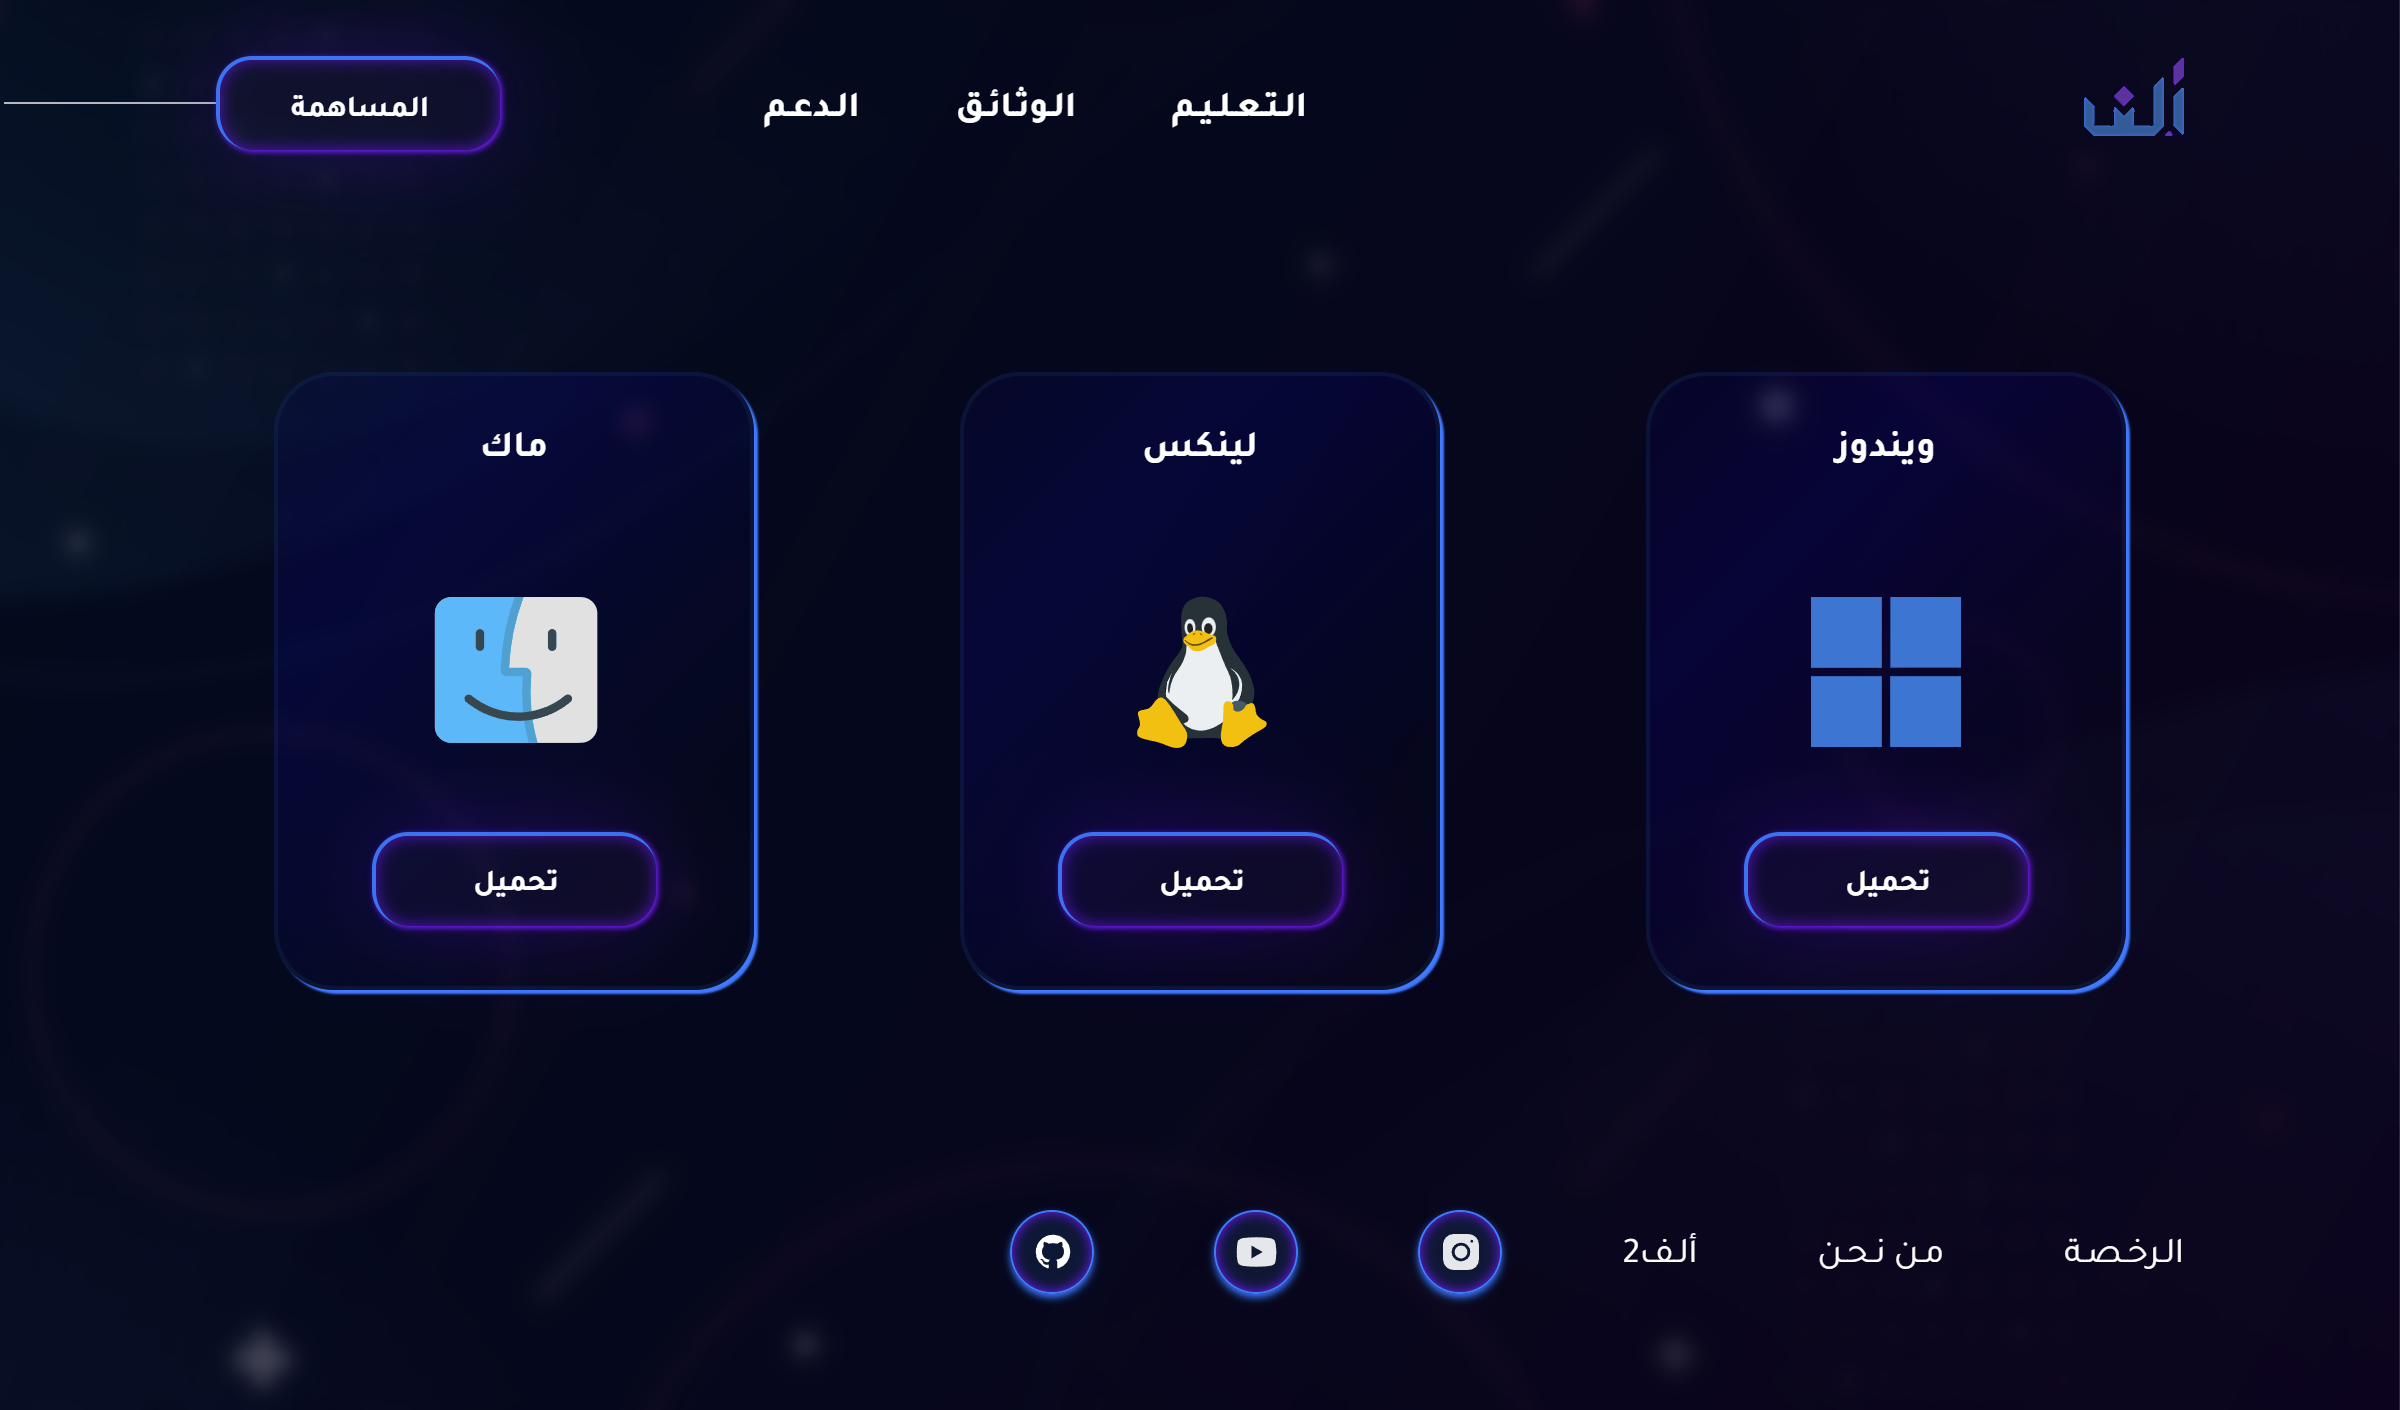 ألف
التعليم
الوثائق
الدعم
المساهمة
ويندوز
لينكس
ماك
تحميل
تحميل
تحميل
الرخصة
من نحن
ألف2